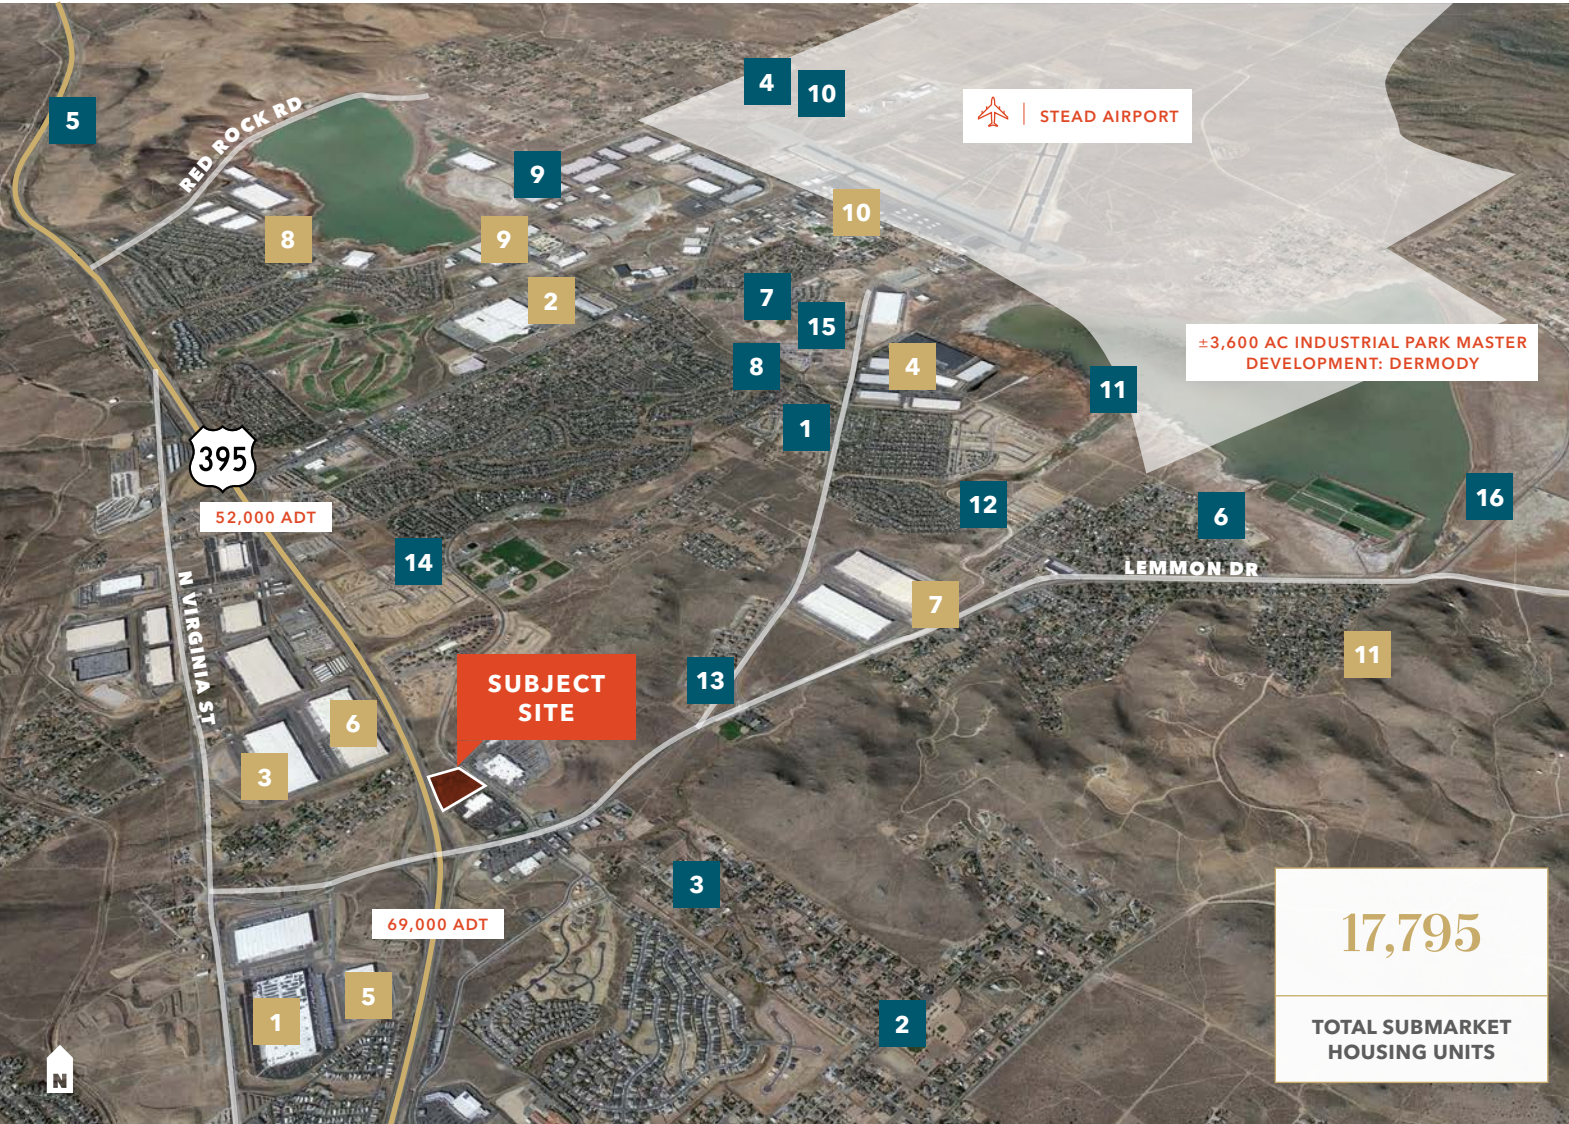 4
10
STEAD AIRPORT
5
RED ROCK RD
9
10
8
9
2
7
15
±3,600 AC INDUSTRIAL PARK MASTER
DEVELOPMENT: DERMODY
8
4
11
1
395
52,000 ADT
12
6
16
14
LEMMON DR
N VIRGINIA ST
7
11
13
SUBJECT
SITE
6
3
3
69,000 ADT
17,795
TOTAL SUBMARKET
HOUSING UNITS
5
1
2
N